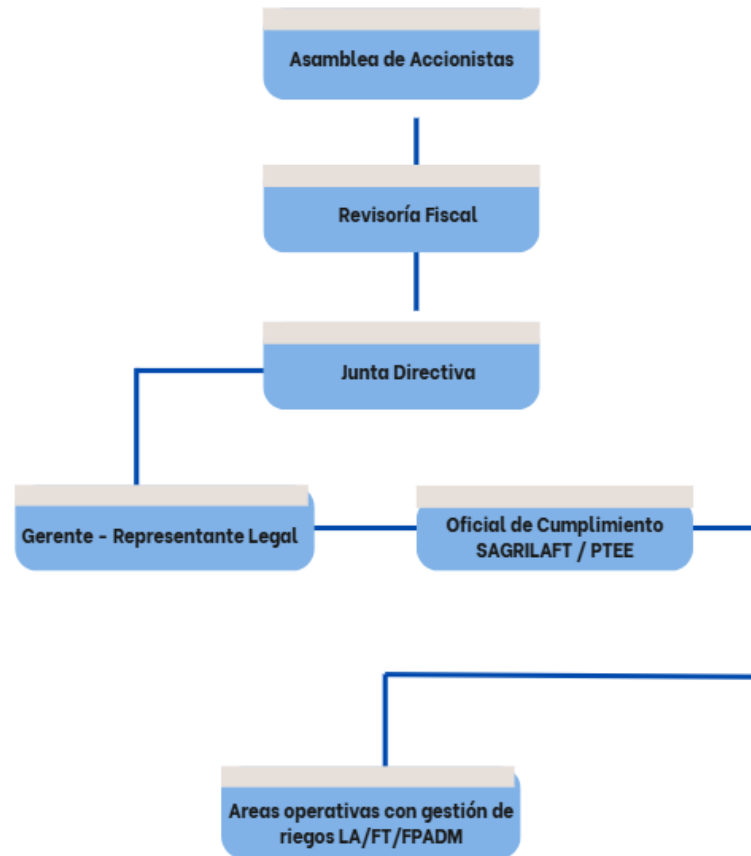 Asamblea de Accionistas
Revisoría Fiscal
Junta Directiva
Gerente - Representante Legal
Oficial de Cumplimiento
SAGRILAFT / PTEE
Areas operativas con gestión de
riegos LA/FT/FPADM